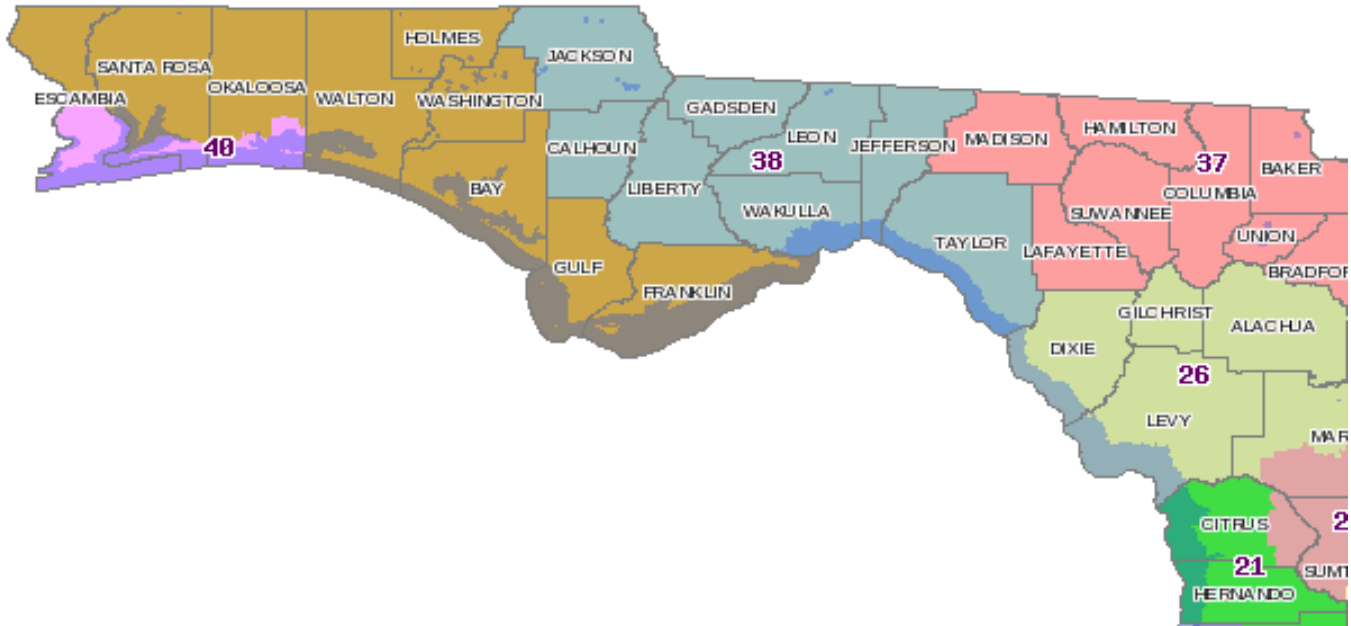 HOLMES
JACKSON
SANTA ROSA
OKALOOSA
ESCAMBIA
WALTON
WASHINGTON
GADSDEN
LEON
HAMILTON
MADISON
CALHOUN
40
JEFFERSON
38
37
BAKER
BAY
LIBERTY
COLUMBIA
WAKULLA
SUWANNEE
UNION
TAYLOR
LAFAYETTE
GULF
BRADFOR
FRANKLIN
GILCHRIST
ALACHUA
DIXIE
26
LEVY
MAR
CITRUS
2
21
SUMT
HERNANDO